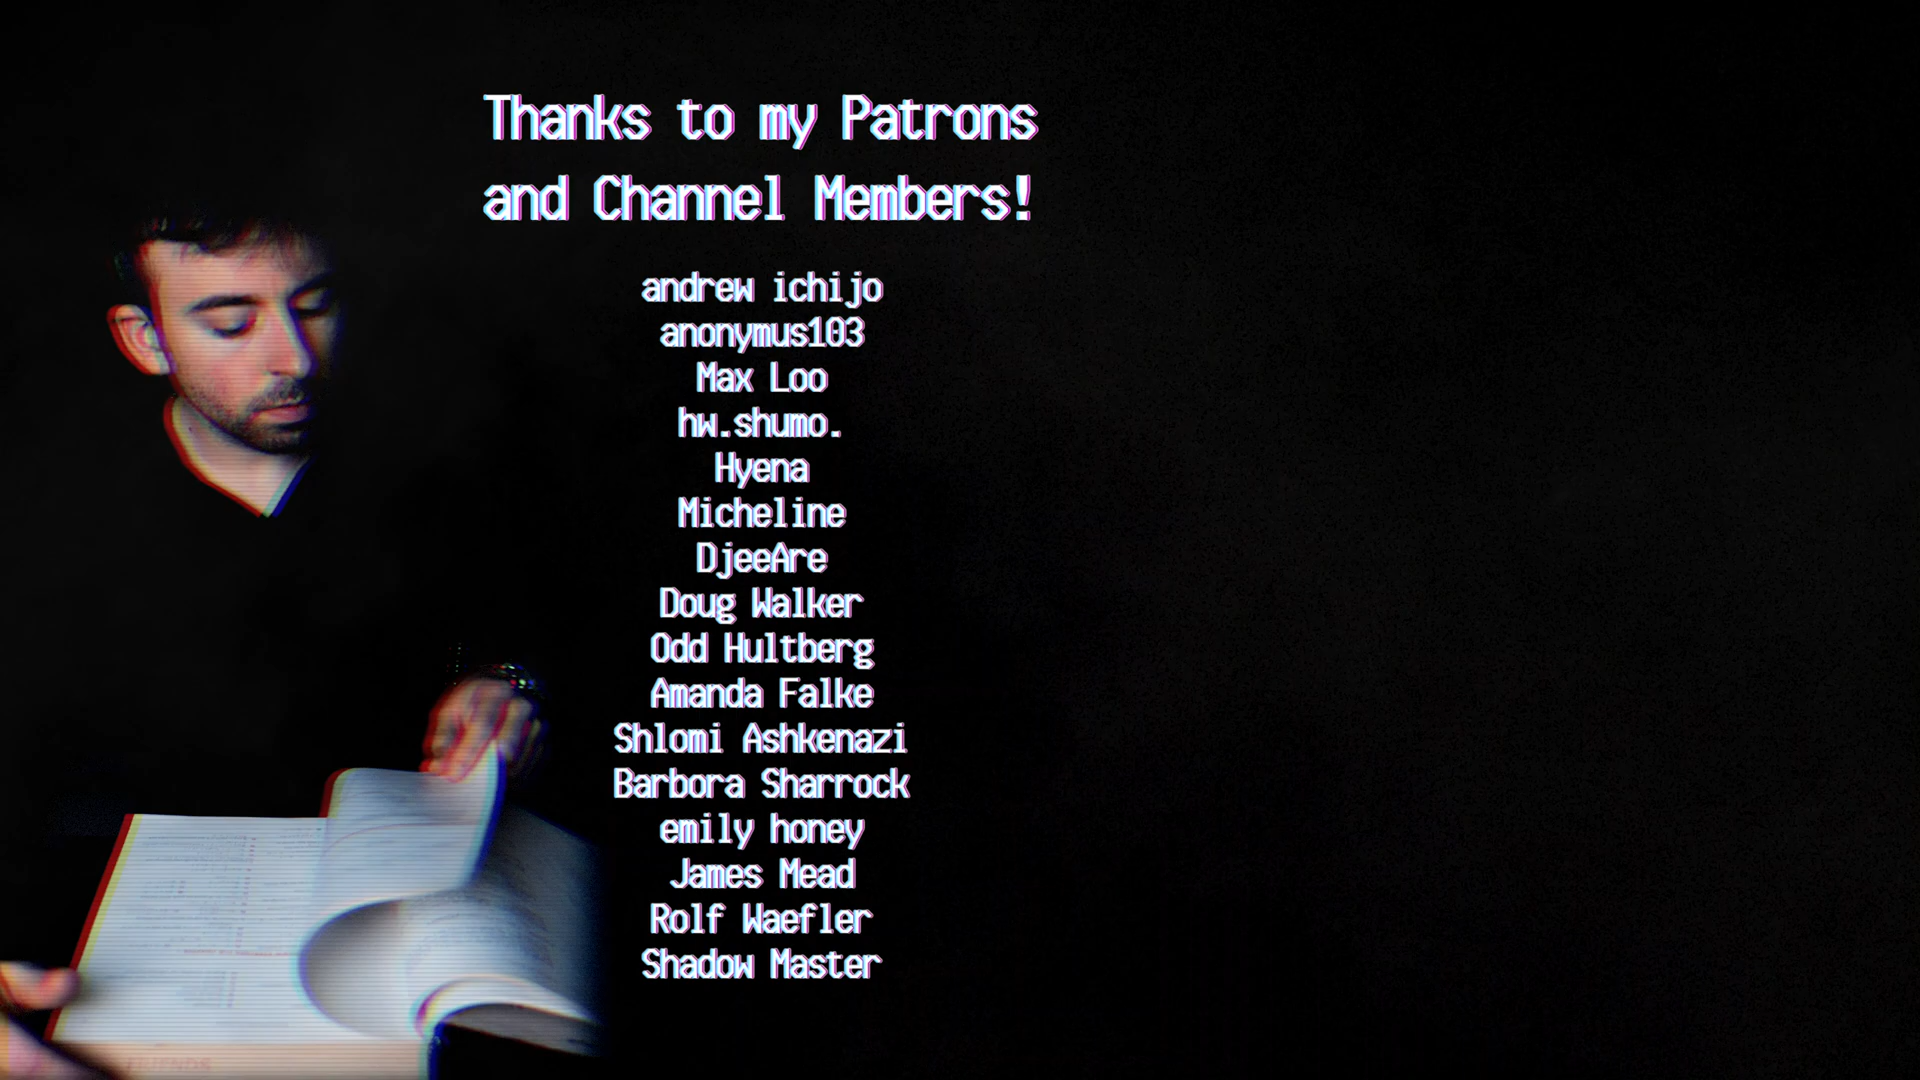 Thanks to my Patrons
and Channel Members!
andrew ichijo
anonymus103
Max Loo
hw.shumo.
Hyena
Micheline
DjeeAre
Doug Walker
Odd Hultberg
Amanda Falke
Shlomi Ashkenazi
Barbora Sharrock
emily honey
James Mead
Rolf Waefler
Shadow Master